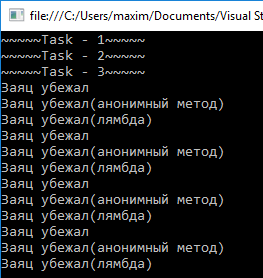 file:///C:/Users/maxim/Documents/Visual St
~~~~~Task - 1~~~~~
~~~~~Task - 2~~~~~
~~~~~Task - 3~~~~~
Заяц убежал
Заяц убежал(анонимный метод)
Заяц убежал(лямбда)
Заяц убежал
Заяц убежал(анонимный метод)
Заяц убежал(лямбда)
Заяц убежал
Заяц убежал(анонимный метод)
Заяц убежал(лямбда)
Заяц убежал
Заяц убежал(анонимный метод)
Заяц убежал(лямбда)